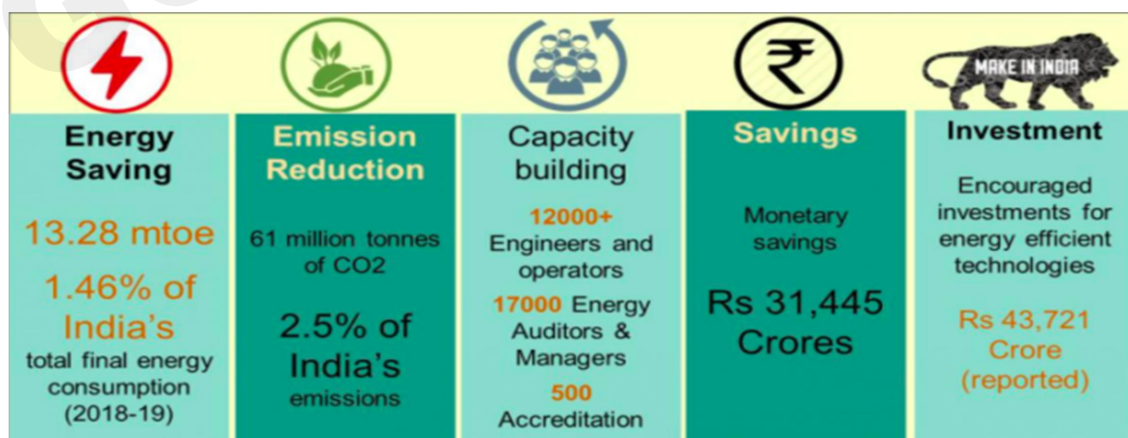 Energy
Saving
13.28 mtoe
1.46% of
India's
total final energy
consumption
(2018-19)
Emission
Reduction
61 million tonnes
of CO2
2.5% of
India's
emissions
Capacity
building
12000+
Engineers and
operators
17000 Energy
Auditors &
Managers
500
Accreditation
₹
Savings
Monetary
savings
Rs 31,445
Crores
MAKE IN INDIA
Investment
Encouraged
investments for
energy efficient
technologies
Rs 43,721
Crore
(reported)